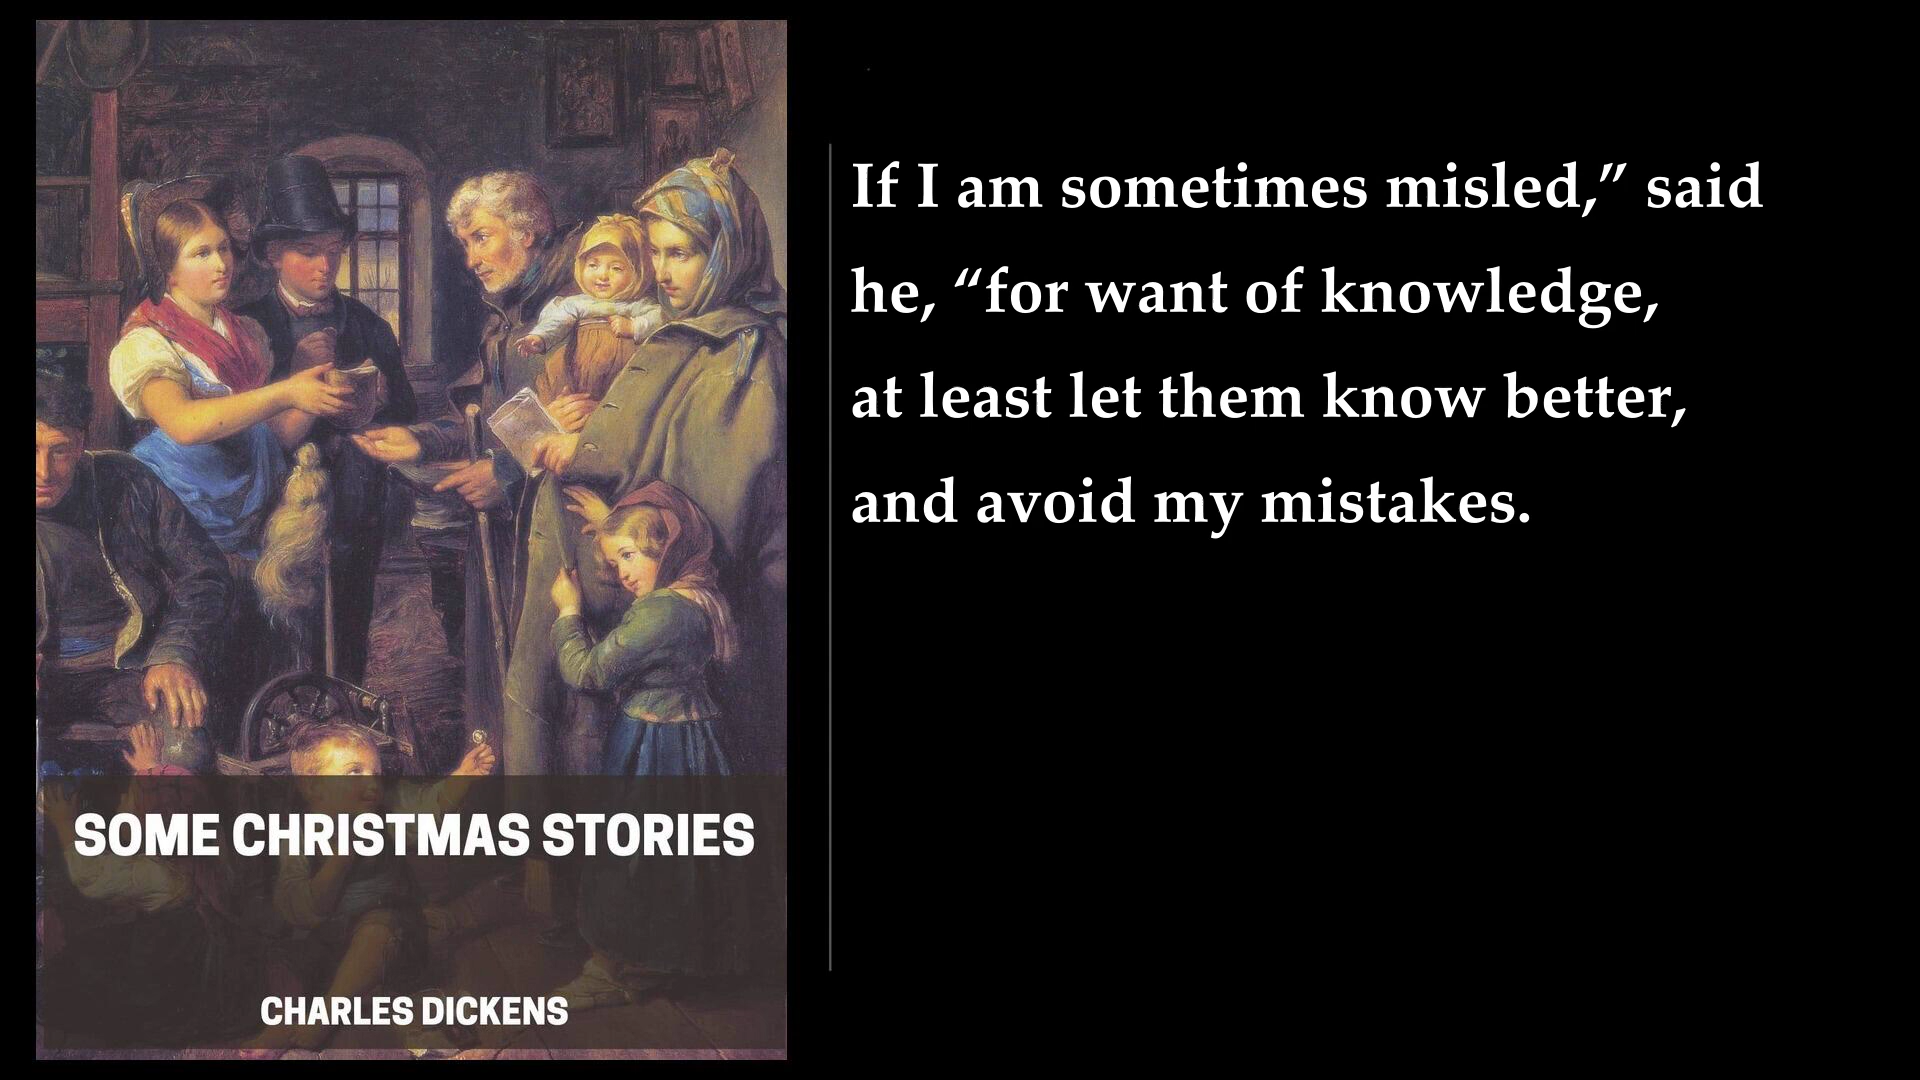 SOME CHRISTMAS STORIES
CHARLES DICKENS
If I am sometimes misled,” said
he, “for want of knowledge,
at least let them know better,
and avoid my mistakes.